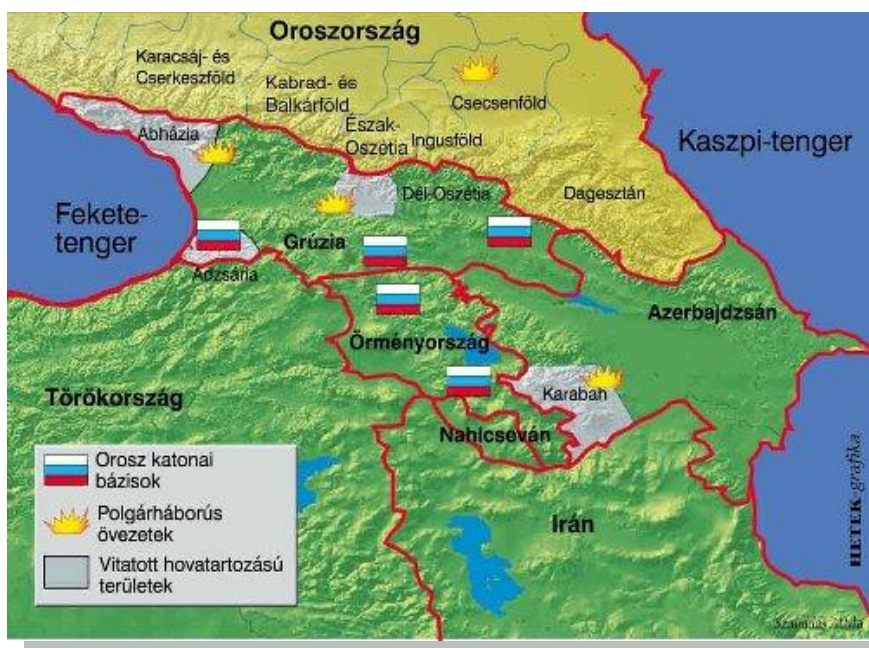 Oroszország
Karacsáj- és
Cserkeszföld
Kabrad- és
Balkárföld
Csecsenföld
Észak-
Oszétia
Ingusföld
Abházia
Kaszpi-tenger
Dél-Oszétia
Dagesztán
Fekete-
tenger
Grúzia
Adzsária
Azerbajdzsán
Örményország
Törökország
Karabah
Nahicseván
Irán
Orosz katonai
bázisok
Polgárháborús
övezetek
Vitatott hovatartozású
területek
HETEK-grafika